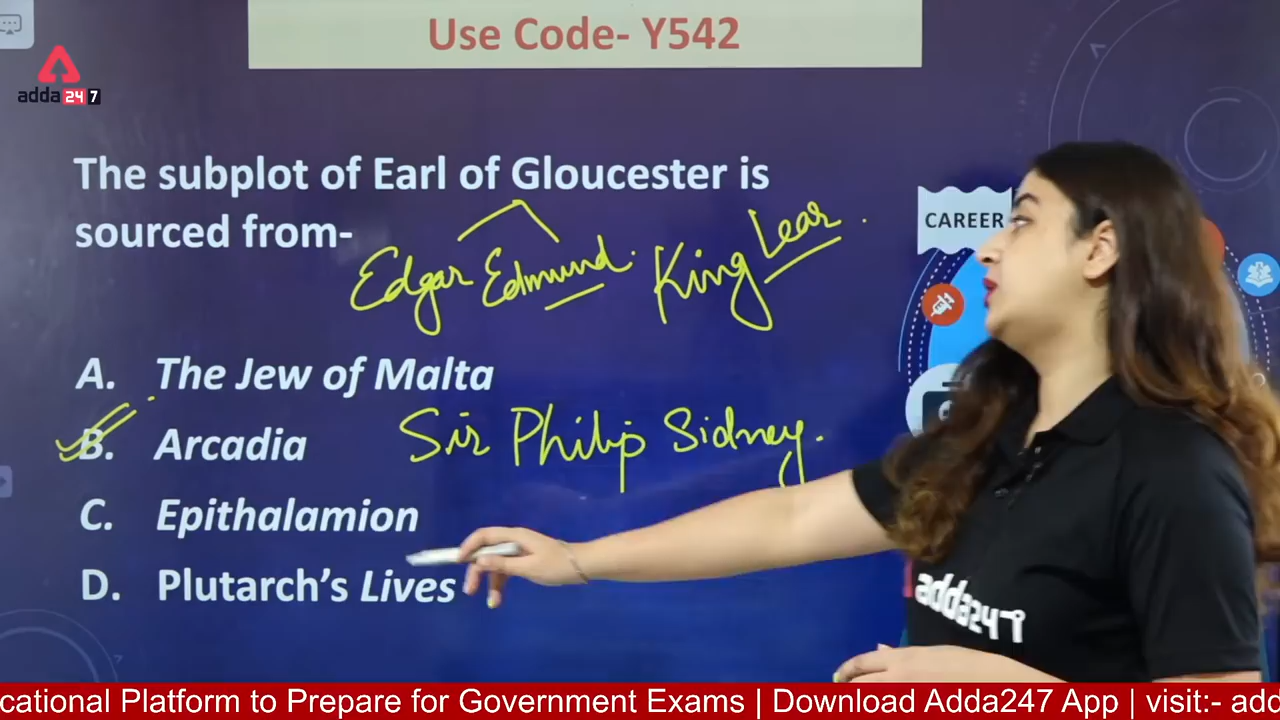 Use Code- Y542
adda247
The subplot of Earl of Gloucester is
sourced from-
Edgar Edmund. King Lear.
CAREER
A. The Jew of Malta
B. Arcadia Sir Philip Sidney.
C. Epithalamion
D. Plutarch's Lives
adda247
cational Platform to Prepare for Government Exams | Download Adda247 App | visit:- add